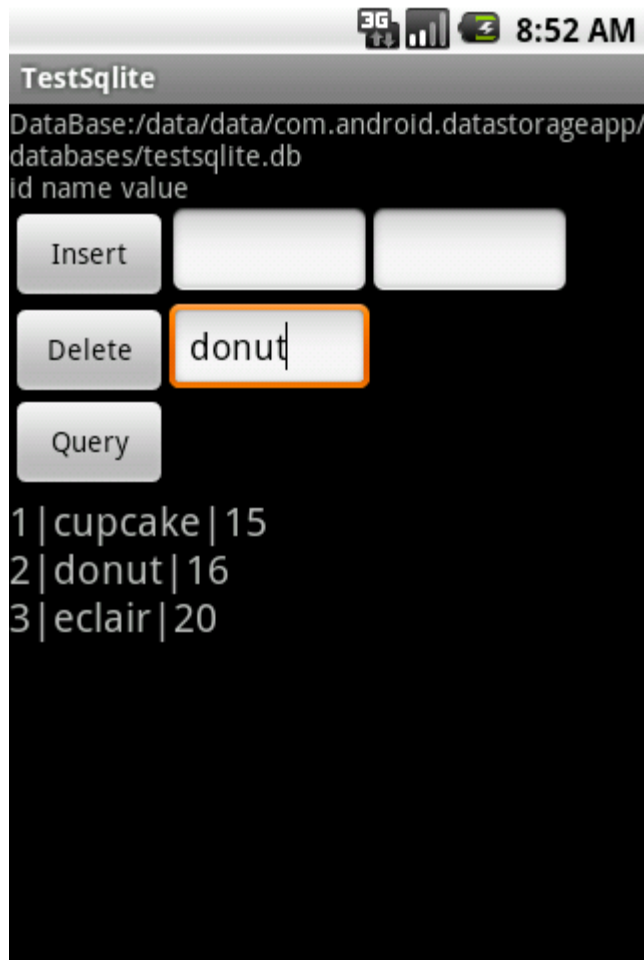 3G 8:52 AM
TestSqlite
DataBase:/data/data/com.android.datastorageapp/
databases/testsqlite.db
id name value
Insert
Delete donut
Query
1|cupcake|15
2|donut|16
3|eclair|20